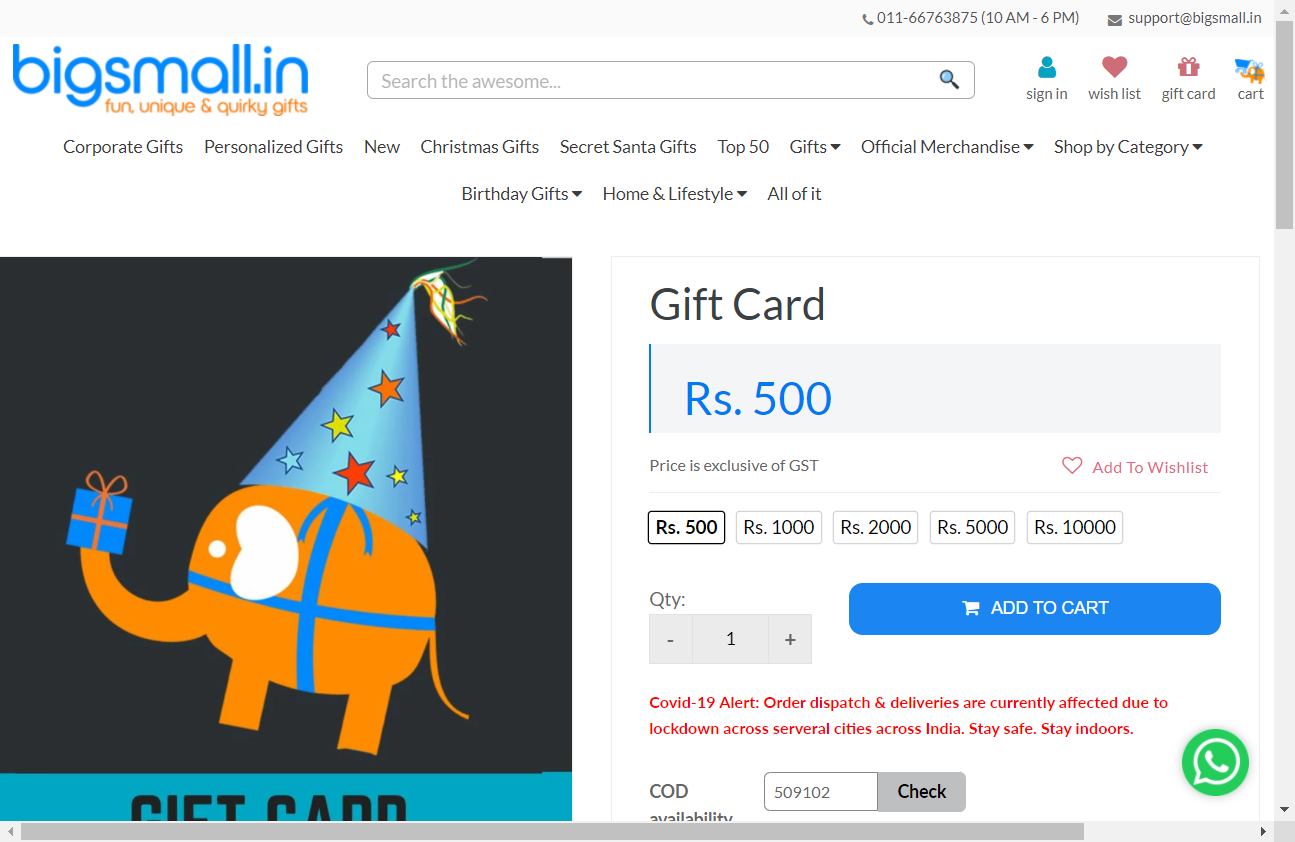 011-66763875 (10 AM - 6 PM) support@bigsmall.in
bigsmall.in
fun, unique & quirky gifts
Search the awesome...
sign in wish list gift card cart
Corporate Gifts Personalized Gifts New Christmas Gifts Secret Santa Gifts Top 50 Gifts Official Merchandise Shop by Category
Birthday Gifts Home & Lifestyle All of it
Gift Card
Rs. 500
Price is exclusive of GST Add To Wishlist
Rs. 500 Rs. 1000 Rs. 2000 Rs. 5000 Rs. 10000
Qty:
- 1 +
ADD TO CART
Covid-19 Alert: Order dispatch & deliveries are currently affected due to
lockdown across serveral cities across India. Stay safe. Stay indoors.
COD
availability
509102 Check
GIFT CARD